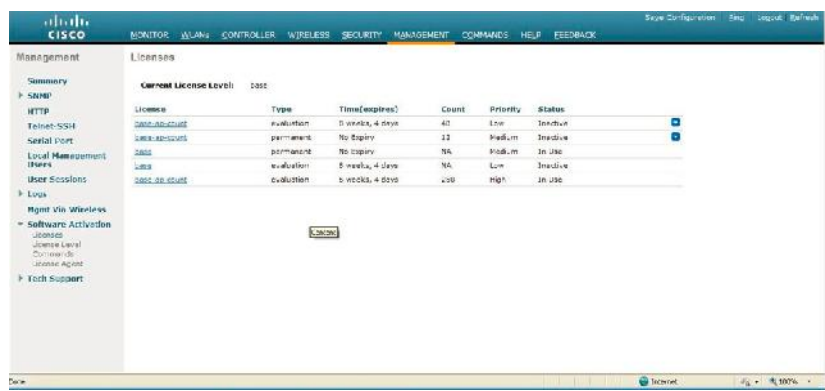 Save Configuration Ping Logout Refresh
CISCO
MONITOR WLANs CONTROLLER WIRELESS SECURITY MANAGEMENT COMMANDS HELP FEEDBACK
Management
Summary
SNMP
HTTP
Telnet-SSH
Serial Port
Local Management Users
User Sessions
Logs
Mgmt Via Wireless
Software Activation
Licenses
License Level
Commands
License Agent
Tech Support
Licenses
Current License Level: base
License Type Time(expires) Count Priority Status
base-ap-count evaluation weeks, 4 days Low Inactive
base-ap-count permanent No Expiry 12 Medium Inactive
base permanent No Expiry NA Medium In Use
base evaluation 8 weeks, 4 days NA Low Inactive
base-ap-count evaluation weeks, 4 days 250 High In Use
Done
Internet
100%